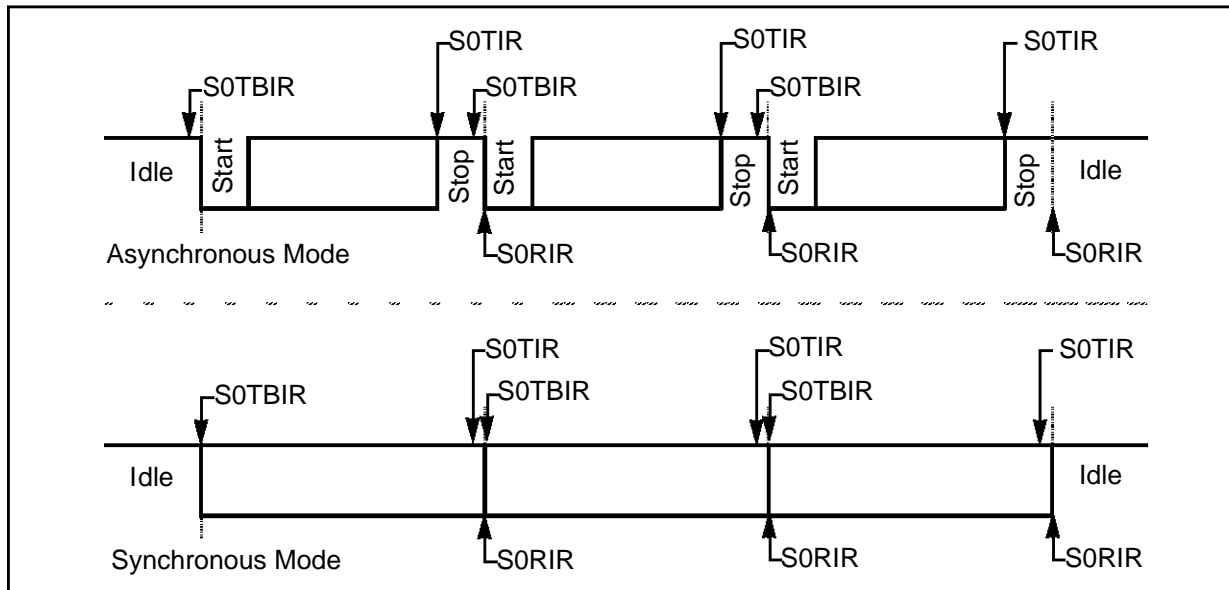 S0TIR S0TIR S0TIR
S0TBIR S0TBIR S0TBIR
Idle Start Stop Start Stop Start Stop Idle
Asynchronous Mode S0RIR S0RIR S0RIR
S0TIR S0TIR S0TIR
S0TBIR S0TBIR S0TBIR
Idle Idle
Synchronous Mode S0RIR S0RIR S0RIR